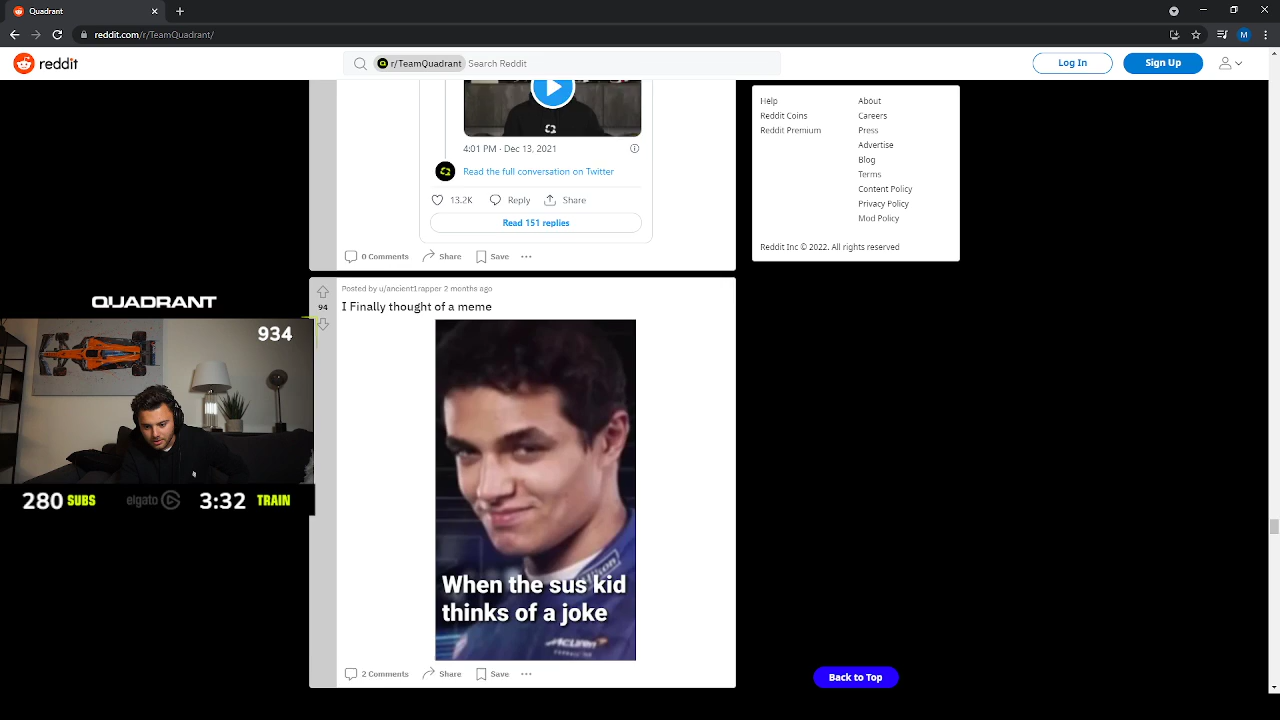 Quadrant
reddit.com/r/TeamQuadrant/
M
reddit
r/TeamQuadrant
Search Reddit
Log In
Sign Up
4:01 PM · Dec 13, 2021
Read the full conversation on Twitter
13.2K
Reply
Share
Read 151 replies
0 Comments
Share
Save
Help
About
Reddit Coins
Careers
Reddit Premium
Press
Advertise
Blog
Terms
Content Policy
Privacy Policy
Mod Policy
Reddit Inc © 2022. All rights reserved
Posted by u/ancient1rapper 2 months ago
94
I Finally thought of a meme
QUADRANT
934
280 SUBS
elgato
3:32 TRAIN
When the sus kid
thinks of a joke
McLaren
2 Comments
Share
Save
Back to Top